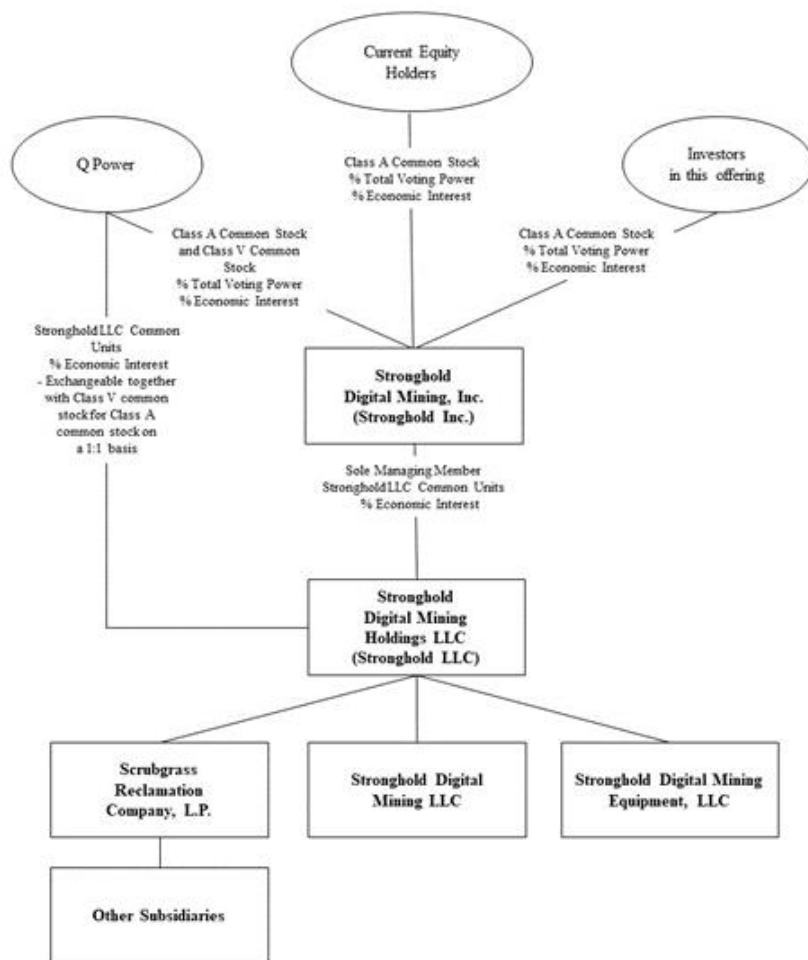 Current Equity
Holders
Q Power
Investors
in this offering
Class A Common Stock
% Total Voting Power
% Economic Interest
Class A Common Stock
and Class V Common
Stock
% Total Voting Power
% Economic Interest
Class A Common Stock
% Total Voting Power
% Economic Interest
Stronghold LLC Common
Units
% Economic Interest
- Exchangeable together
with Class V common
stock for Class A
common stock on
a 1:1 basis
Stronghold
Digital Mining, Inc.
(Stronghold Inc.)
Sole Managing Member
Stronghold LLC Common Units
% Economic Interest
Stronghold
Digital Mining
Holdings LLC
(Stronghold LLC)
Scrubgrass
Reclamation
Company, L.P.
Stronghold Digital
Mining LLC
Stronghold Digital Mining
Equipment, LLC
Other Subsidiaries